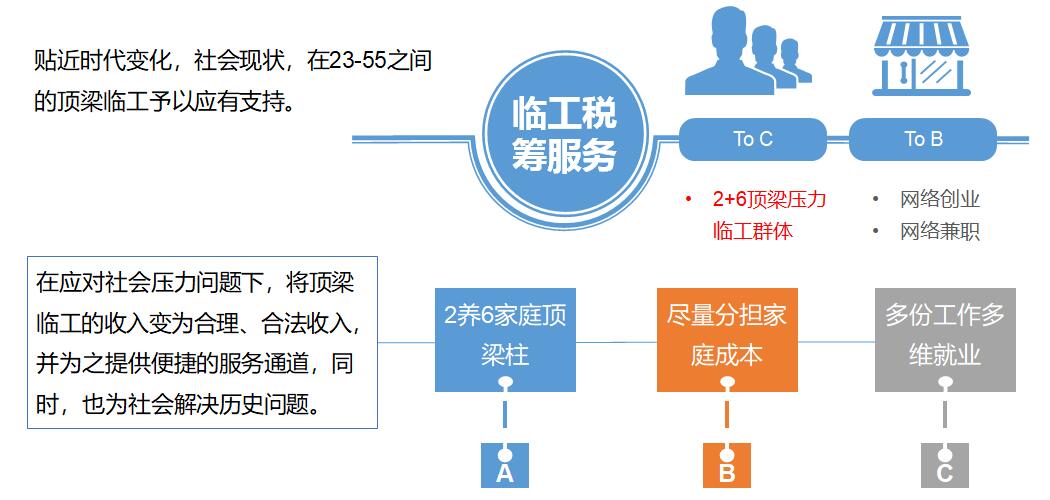 贴近时代变化，社会现状，在23-55之间
的顶梁临工予以应有支持。
临工税
筹服务
To C
To B
• 2+6顶梁压力
临工群体
• 网络创业
• 网络兼职
在应对社会压力问题下，将顶梁
临工的收入变为合理、合法收入，
并为之提供便捷的服务通道，同
时，也为社会解决历史问题。
2养6家庭顶
梁柱
尽量分担家
庭成本
多份工作多
维就业
A
B
C